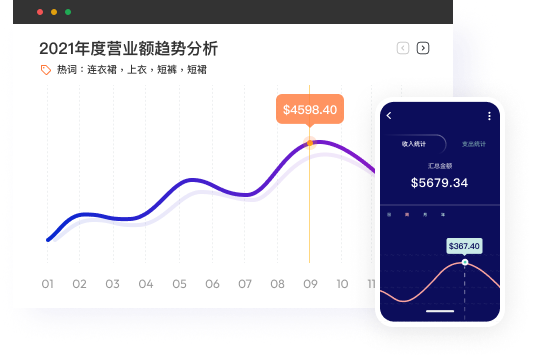 2021年度营业额趋势分析
热词：连衣裙，上衣，短裤，短裙
$4598.40
01 02 03 04 05 06 07 08 09 10 11
收入统计 支出统计
汇总金额
$5679.34
日 周 月 年
$367.40